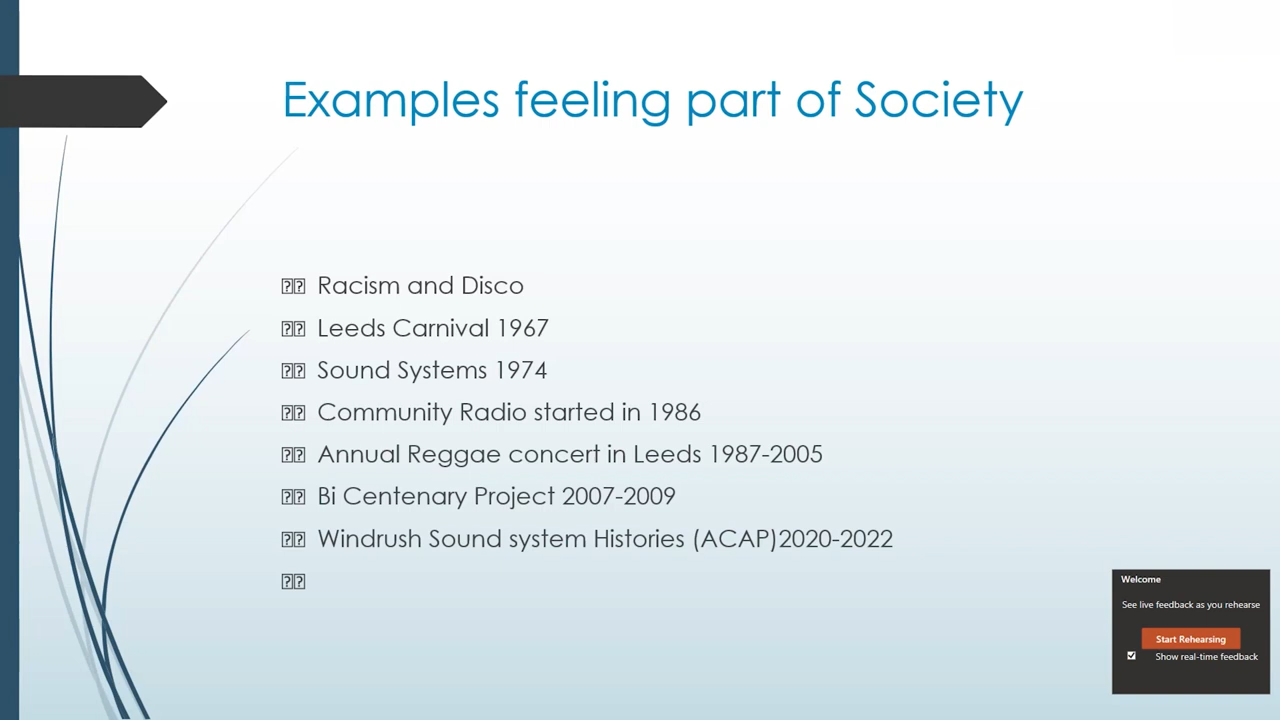 Examples feeling part of Society
Racism and Disco
Leeds Carnival 1967
Sound Systems 1974
Community Radio started in 1986
Annual Reggae concert in Leeds 1987-2005
Bi Centenary Project 2007-2009
Windrush Sound system Histories (ACAP)2020-2022
Welcome
See live feedback as you rehearse
Start Rehearsing
Show real-time feedback